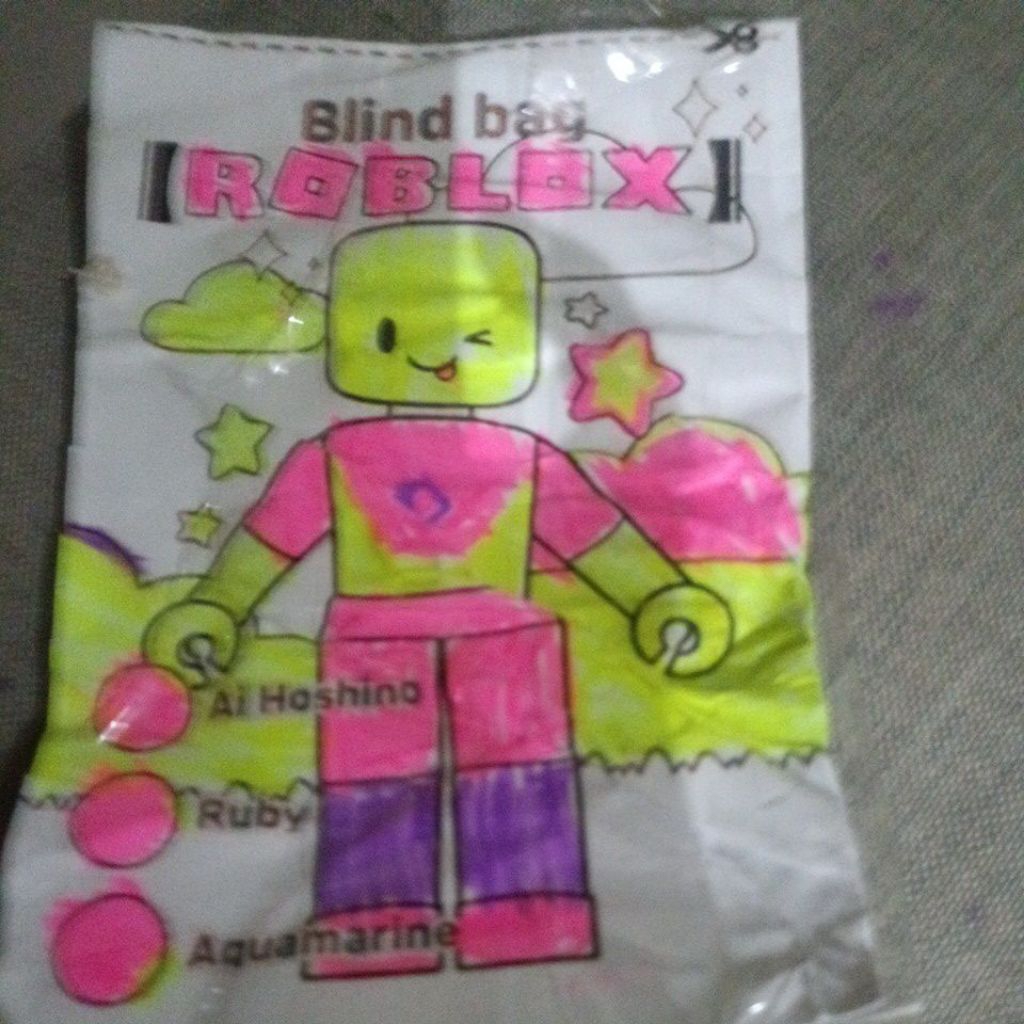 Blind bag
ROBLOX
Ai Hoshino
Ruby
Aquamarine